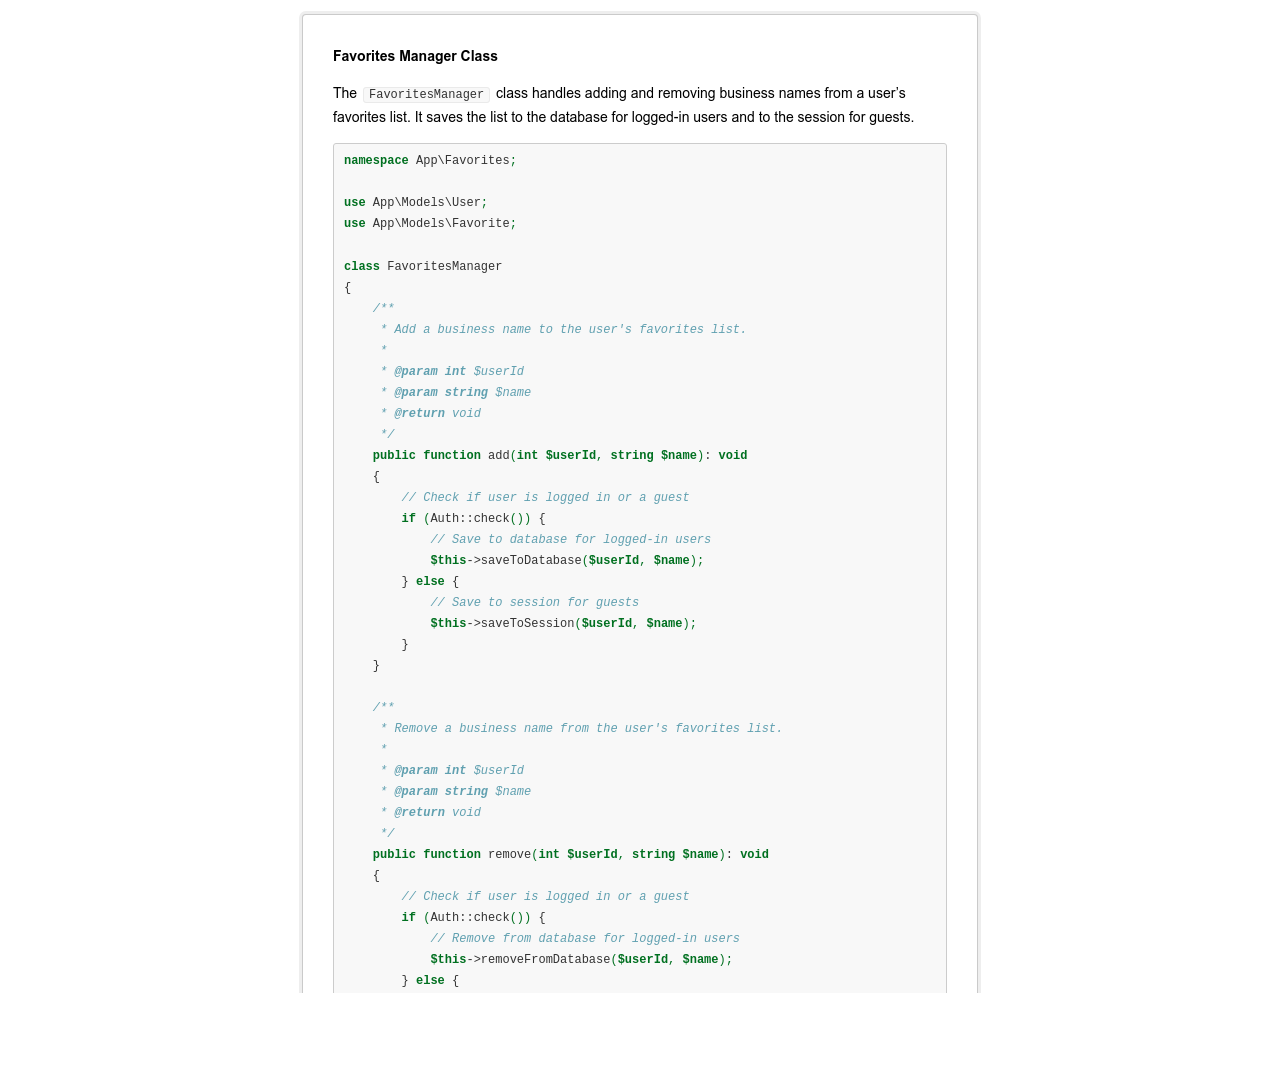 Favorites Manager Class
The FavoritesManager class handles adding and removing business names from a user’s
favorites list. It saves the list to the database for logged-in users and to the session for guests.
namespace App\Favorites;

use App\Models\User;
use App\Models\Favorite;

class FavoritesManager
{
    /**
     * Add a business name to the user's favorites list.
     *
     * @param int $userId
     * @param string $name
     * @return void
     */
    public function add(int $userId, string $name): void
    {
        // Check if user is logged in or a guest
        if (Auth::check()) {
            // Save to database for logged-in users
            $this->saveToDatabase($userId, $name);
        } else {
            // Save to session for guests
            $this->saveToSession($userId, $name);
        }
    }

    /**
     * Remove a business name from the user's favorites list.
     *
     * @param int $userId
     * @param string $name
     * @return void
     */
    public function remove(int $userId, string $name): void
    {
        // Check if user is logged in or a guest
        if (Auth::check()) {
            // Remove from database for logged-in users
            $this->removeFromDatabase($userId, $name);
        } else {